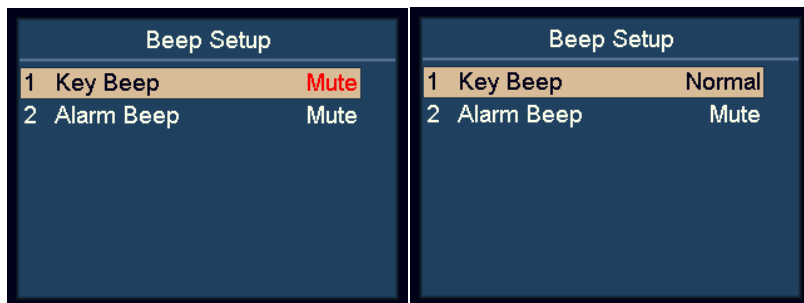 Beep Setup
1 Key Beep Mute
2 Alarm Beep Mute
Beep Setup
1 Key Beep Normal
2 Alarm Beep Mute